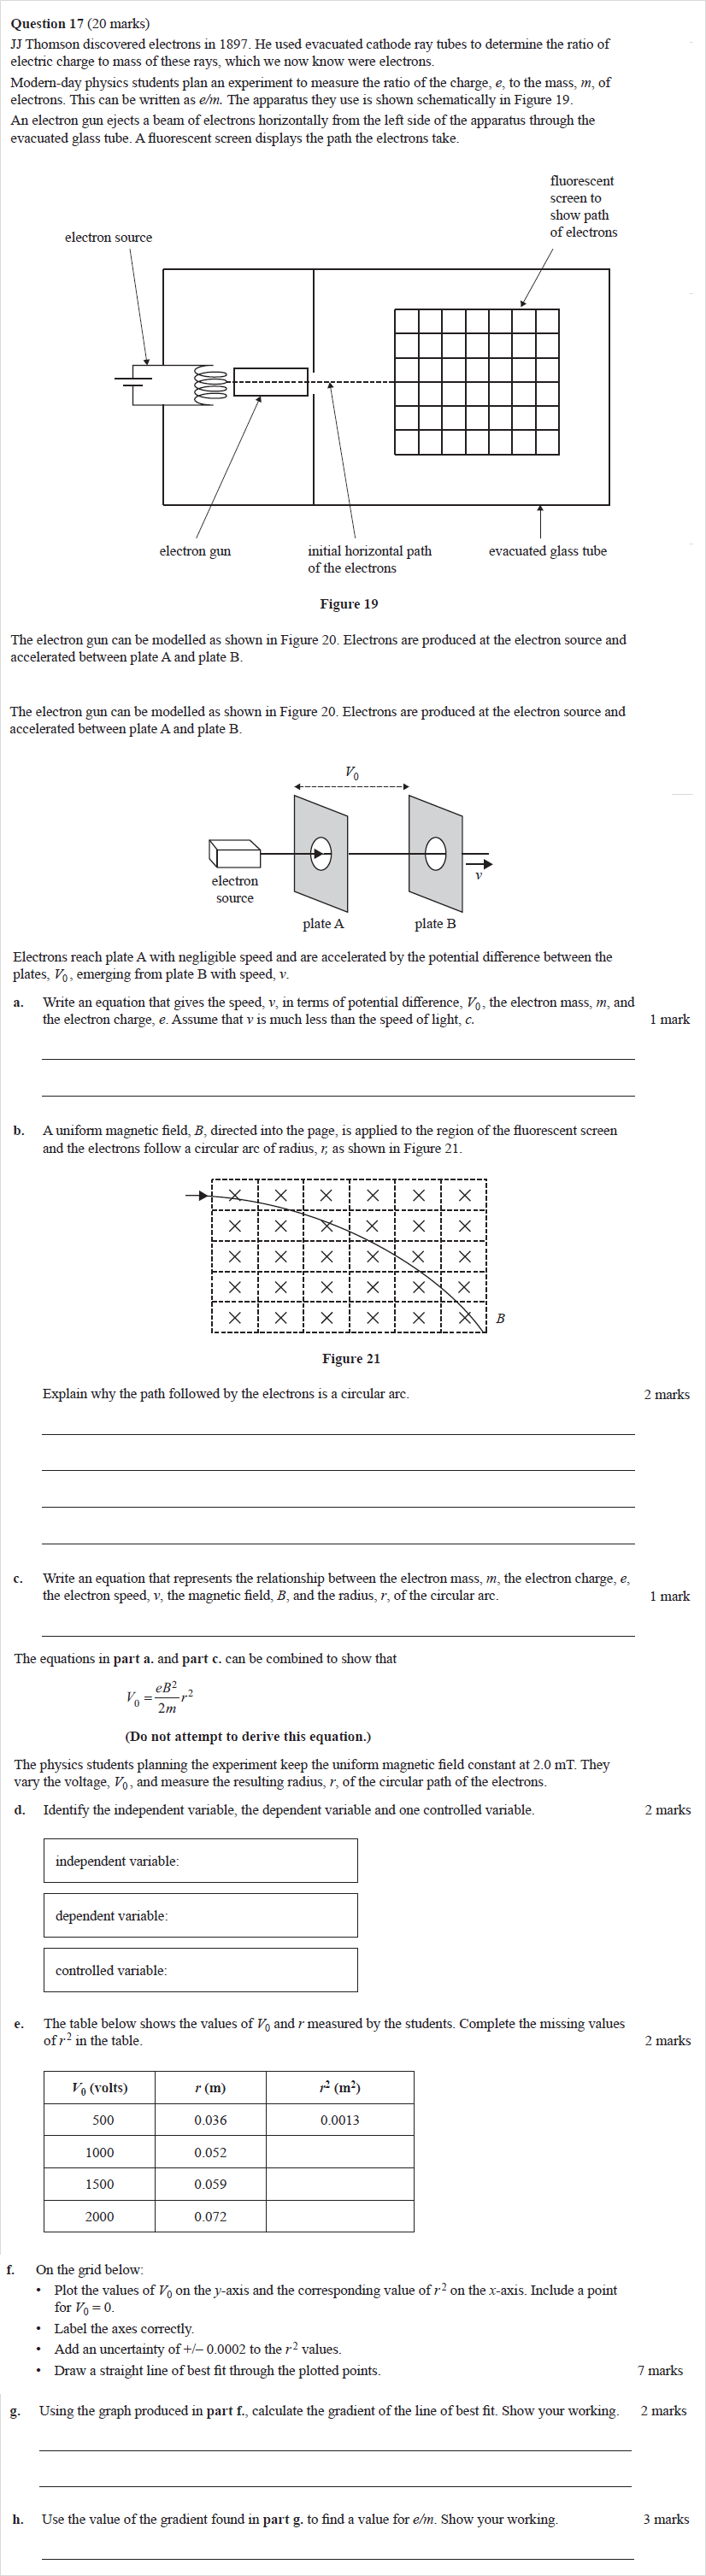 Question 17 (20 marks)
JJ Thomson discovered electrons in 1897. He used evacuated cathode ray tubes to determine the ratio of
electric charge to mass of these rays, which we now know were electrons.
Modern-day physics students plan an experiment to measure the ratio of the charge, e, to the mass, m, of
electrons. This can be written as e/m. The apparatus they use is shown schematically in Figure 19.
An electron gun ejects a beam of electrons horizontally from the left side of the apparatus through the
evacuated glass tube. A fluorescent screen displays the path the electrons take.
fluorescent
screen to
show path
of electrons
electron source
electron gun
initial horizontal path
of the electrons
evacuated glass tube
Figure 19
The electron gun can be modelled as shown in Figure 20. Electrons are produced at the electron source and
accelerated between plate A and plate B.
The electron gun can be modelled as shown in Figure 20. Electrons are produced at the electron source and
accelerated between plate A and plate B.
V₀
electron
source
v
plate A
plate B
Electrons reach plate A with negligible speed and are accelerated by the potential difference between the
plates, V₀, emerging from plate B with speed, v.
a. Write an equation that gives the speed, v, in terms of potential difference, V₀, the electron mass, m, and
the electron charge, e. Assume that v is much less than the speed of light, c. 1 mark
b. A uniform magnetic field, B, directed into the page, is applied to the region of the fluorescent screen
and the electrons follow a circular arc of radius, r, as shown in Figure 21.
B
Figure 21
Explain why the path followed by the electrons is a circular arc. 2 marks
c. Write an equation that represents the relationship between the electron mass, m, the electron charge, e,
the electron speed, v, the magnetic field, B, and the radius, r, of the circular arc. 1 mark
The equations in part a. and part c. can be combined to show that
V₀ = eB²/2m r²
(Do not attempt to derive this equation.)
The physics students planning the experiment keep the uniform magnetic field constant at 2.0 mT. They
vary the voltage, V₀, and measure the resulting radius, r, of the circular path of the electrons.
d. Identify the independent variable, the dependent variable and one controlled variable. 2 marks
independent variable:
dependent variable:
controlled variable:
e. The table below shows the values of V₀ and r measured by the students. Complete the missing values
of r² in the table. 2 marks
V₀ (volts) r (m) r² (m²)
500 0.036 0.0013
1000 0.052
1500 0.059
2000 0.072
f. On the grid below:
• Plot the values of V₀ on the y-axis and the corresponding value of r² on the x-axis. Include a point
for V₀ = 0.
• Label the axes correctly.
• Add an uncertainty of +/– 0.0002 to the r² values.
• Draw a straight line of best fit through the plotted points. 7 marks
g. Using the graph produced in part f., calculate the gradient of the line of best fit. Show your working. 2 marks
h. Use the value of the gradient found in part g. to find a value for e/m. Show your working. 3 marks